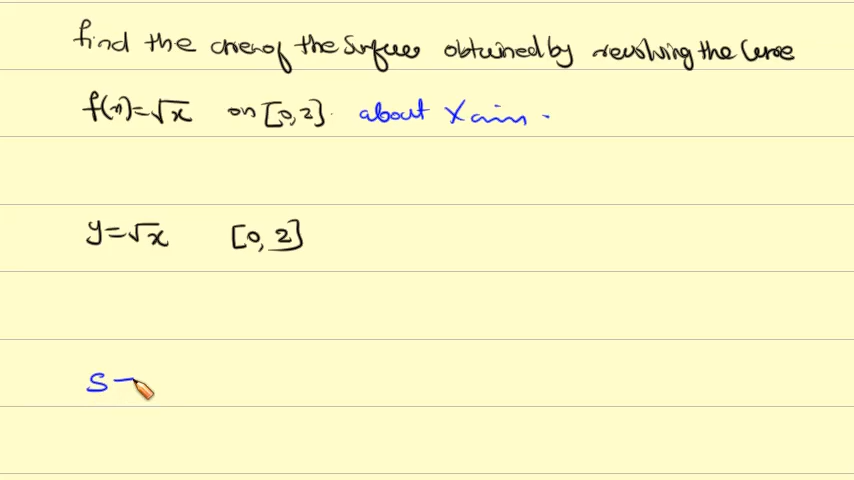 find the area of the Surface obtained by revolving the Curve
f(x)=√x on [0,2]. about X axis.
y=√x [0,2]
S =